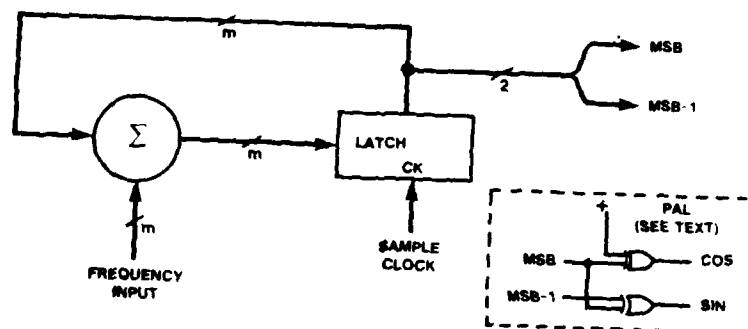 m
MSB
2
MSB-1
Σ
m
LATCH
CK
m
FREQUENCY
INPUT
SAMPLE
CLOCK
+
PAL
(SEE TEXT)
MSB
COS
MSB-1
SIN